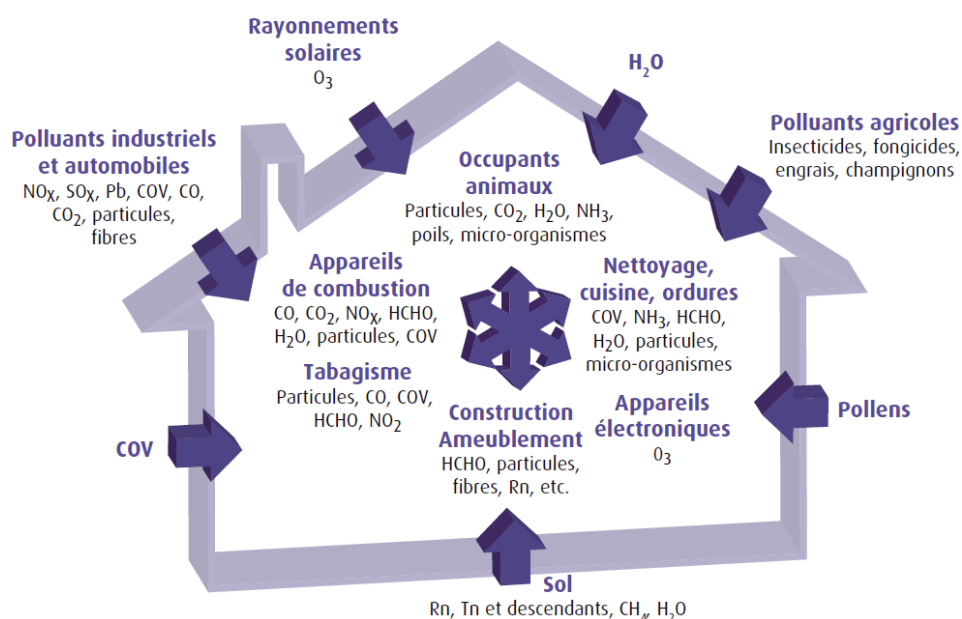 Rayonnements
solaires
O₃
H₂O
Polluants industriels
et automobiles
NOX, SOX, Pb, COV, CO,
CO₂, particules,
fibres
Polluants agricoles
Insecticides, fongicides,
engrais, champignons
Occupants
animaux
Particules, CO₂, H₂O, NH₃,
poils, micro-organismes
Appareils
de combustion
CO, CO₂, NOX, HCHO,
H₂O, particules, COV
Nettoyage,
cuisine, ordures
COV, NH₃, HCHO,
H₂O, particules,
micro-organismes
Tabagisme
Particules, CO, COV,
HCHO, NO₂
Construction
Ameublement
HCHO, particules,
fibres, Rn, etc.
Appareils
électroniques
O₃
Pollens
COV
Sol
Rn, Tn et descendants, CH₄, H₂O